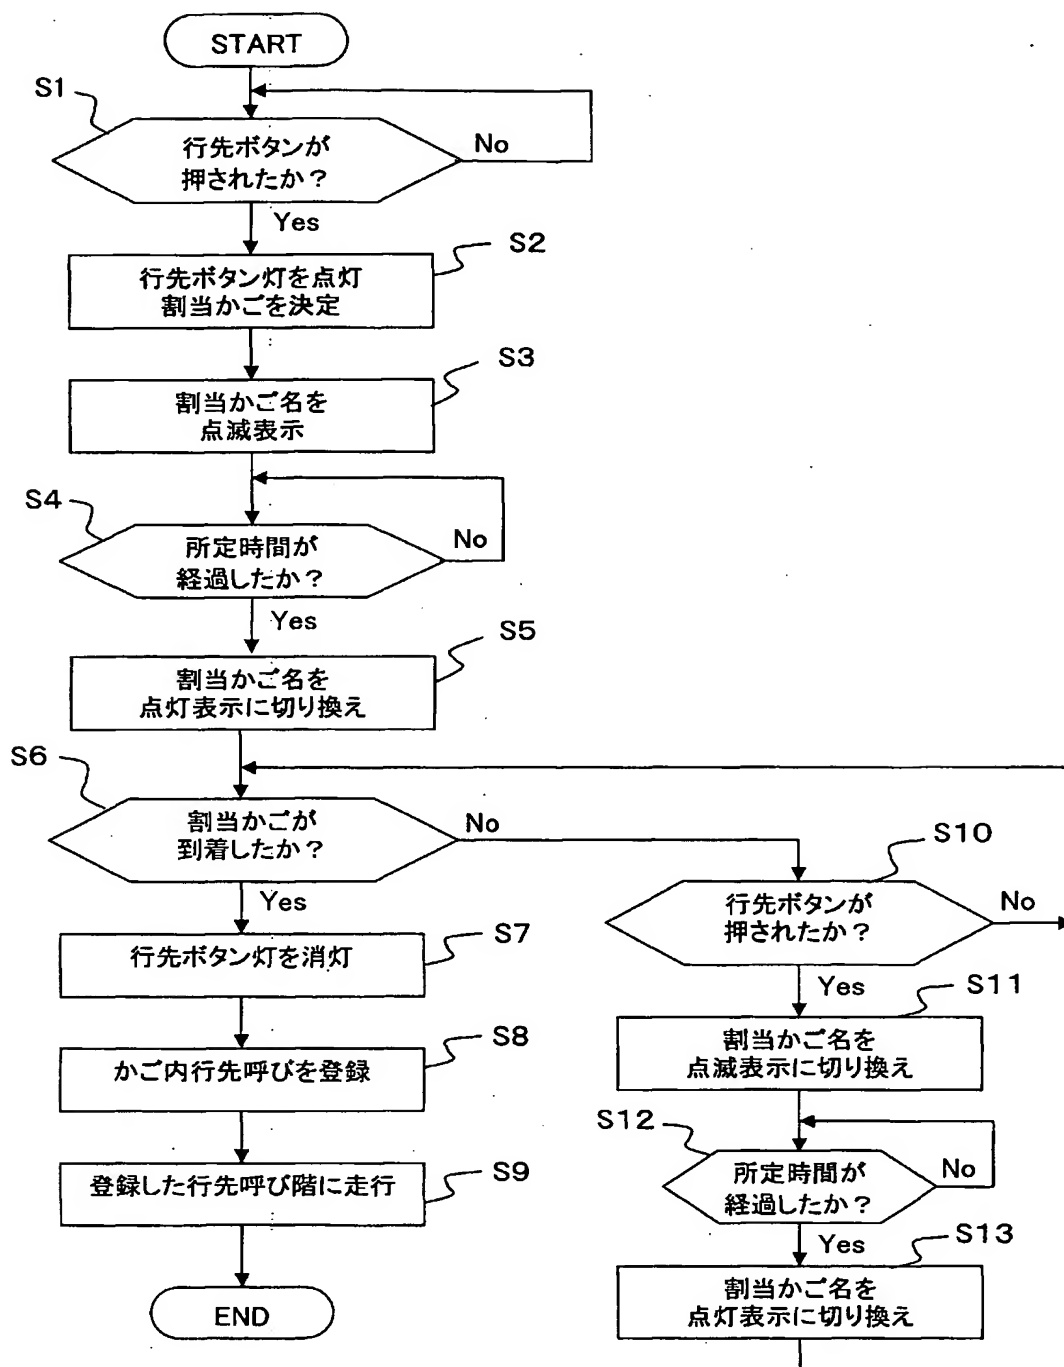 START
S1
行先ボタンが
押されたか?
No
Yes
S2
行先ボタン灯を点灯
割当かごを決定
S3
割当かご名を
点滅表示
S4
所定時間が
経過したか?
No
Yes
S5
割当かご名を
点灯表示に切り換え
S6
割当かごが
到着したか?
No
Yes
S7
行先ボタン灯を消灯
S8
かご内行先呼びを登録
S9
登録した行先呼び階に走行
END
S10
行先ボタンが
押されたか?
No
Yes
S11
割当かご名を
点滅表示に切り換え
S12
所定時間が
経過したか?
No
Yes
S13
割当かご名を
点灯表示に切り換え